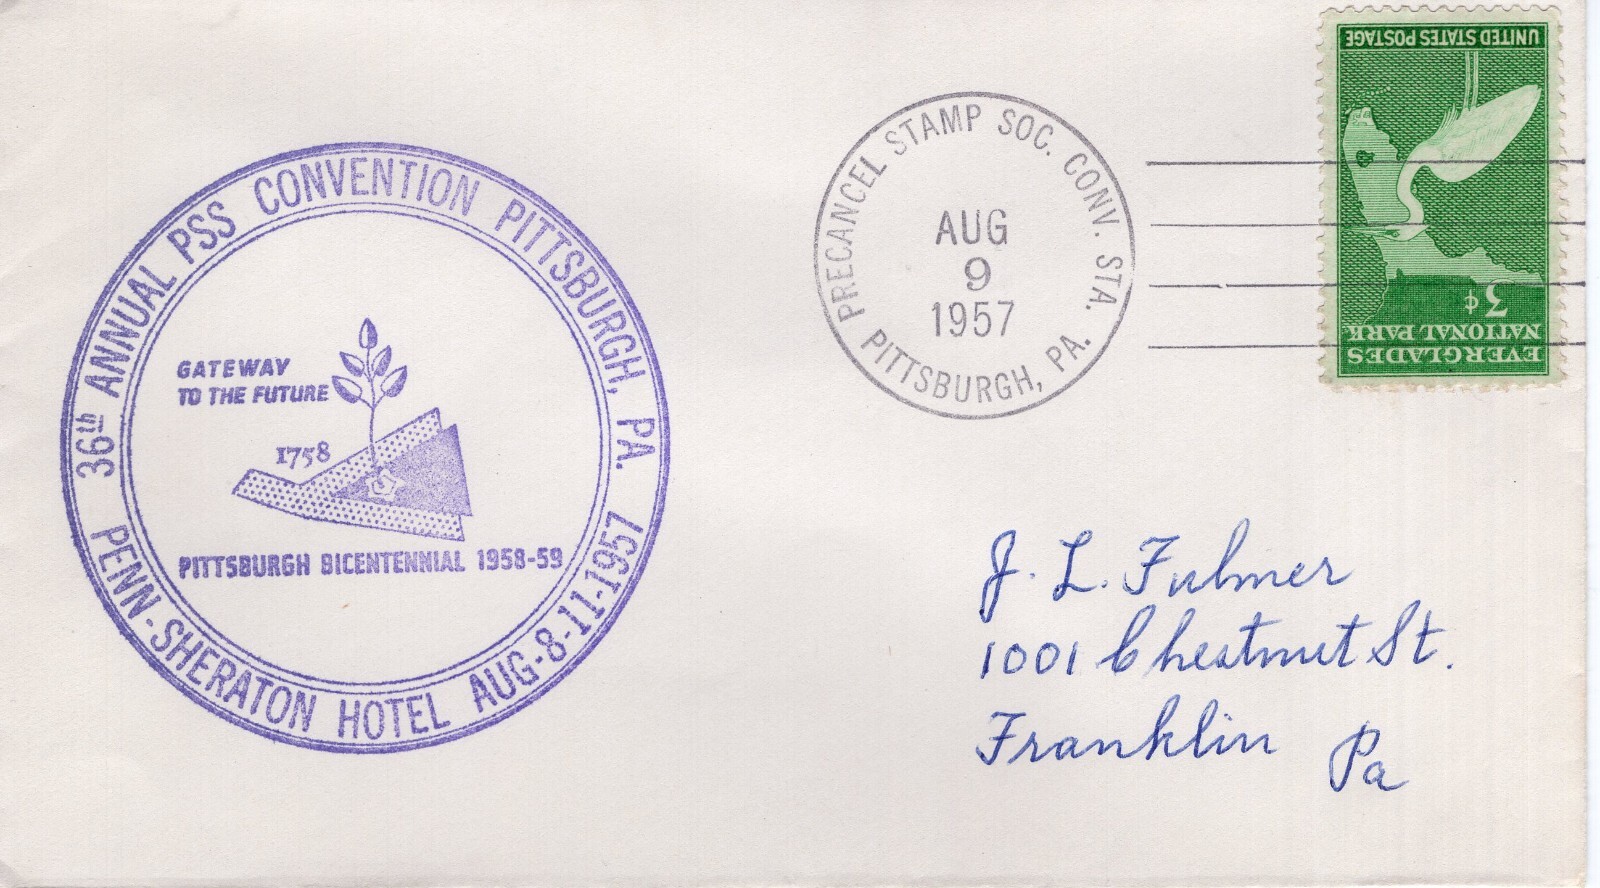 36th ANNUAL PSS CONVENTION PITTSBURGH, PA.
PENN-SHERATON HOTEL AUG-8-11-1957
GATEWAY
TO THE FUTURE
1758
PITTSBURGH BICENTENNIAL 1958-59
PRECANCEL STAMP SOC. CONV. STA.
PITTSBURGH, PA.
AUG
9
1957
UNITED STATES POSTAGE
3¢
NATIONAL PARK
EVERGLADES
J. L. Fulmer
1001 Chestnut St.
Franklin Pa